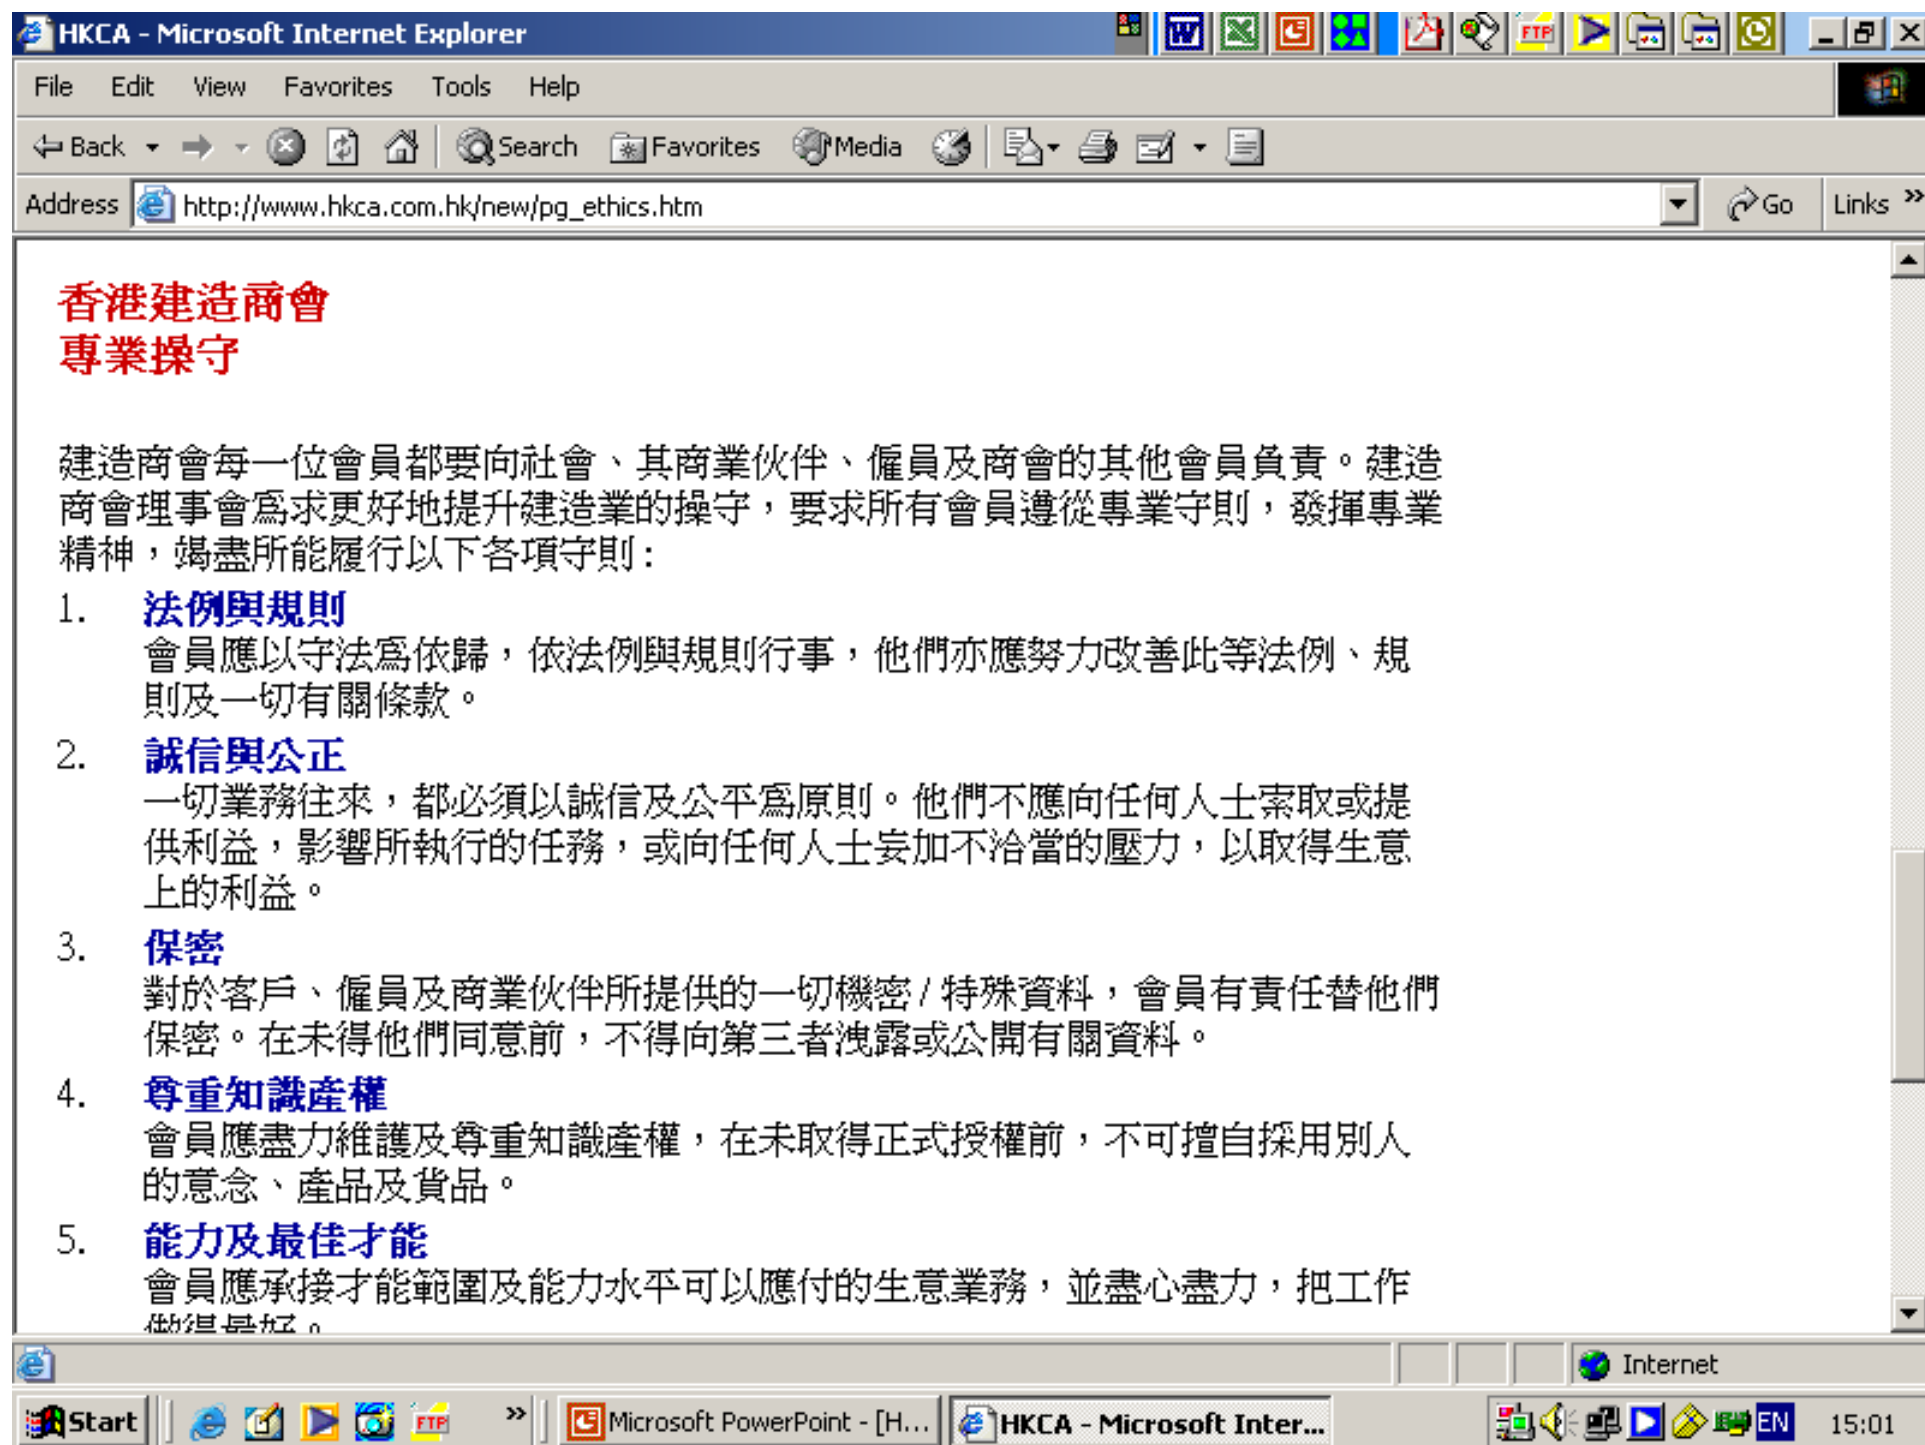 HKCA - Microsoft Internet Explorer
FTP
File Edit View Favorites Tools Help
Back Search Favorites Media
Address http://www.hkca.com.hk/new/pg_ethics.htm Go Links »
香港建造商會
專業操守
建造商會每一位會員都要向社會、其商業伙伴、僱員及商會的其他會員負責。建造
商會理事會為求更好地提升建造業的操守，要求所有會員遵從專業守則，發揮專業
精神，竭盡所能履行以下各項守則:
1. 法例與規則
會員應以守法為依歸，依法例與規則行事，他們亦應努力改善此等法例、規
則及一切有關條款。
2. 誠信與公正
一切業務往來，都必須以誠信及公平為原則。他們不應向任何人士索取或提
供利益，影響所執行的任務，或向任何人士妄加不洽當的壓力，以取得生意
上的利益。
3. 保密
對於客戶、僱員及商業伙伴所提供的一切機密/特殊資料，會員有責任替他們
保密。在未得他們同意前，不得向第三者洩露或公開有關資料。
4. 尊重知識產權
會員應盡力維護及尊重知識產權，在未取得正式授權前，不可擅自採用別人
的意念、產品及貨品。
5. 能力及最佳才能
會員應承接才能範圍及能力水平可以應付的生意業務，並盡心盡力，把工作
做得最好。
Internet
Start FTP » Microsoft PowerPoint - [H... HKCA - Microsoft Inter... EN 15:01